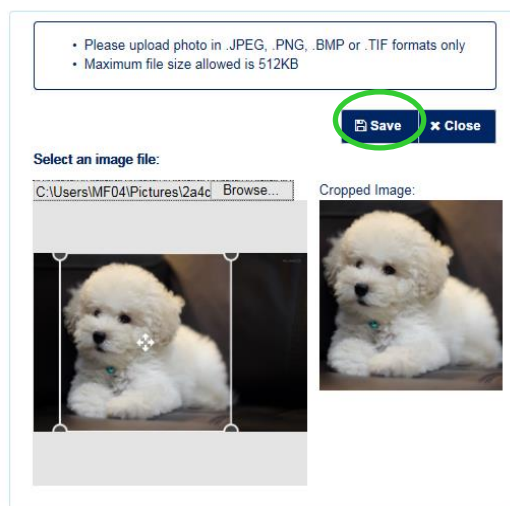 • Please upload photo in .JPEG, .PNG, .BMP or .TIF formats only
• Maximum file size allowed is 512KB
Save
× Close
Select an image file:
C:\Users\MF04\Pictures\2a4c
Browse...
Cropped Image: